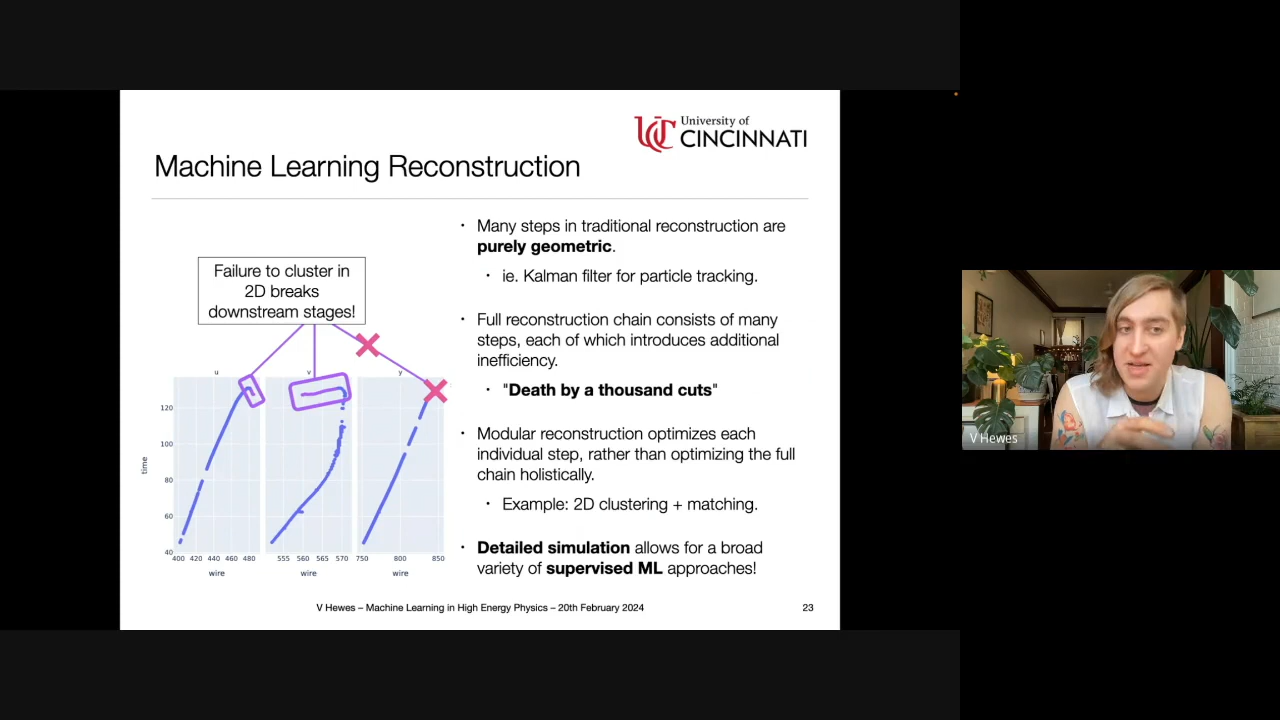 University of
CINCINNATI
Machine Learning Reconstruction
Failure to cluster in
2D breaks
downstream stages!
u
v
y
time
120
100
80
60
40
400 420 440 460 480
555 560 565 570
750 800 850
wire
wire
wire
• Many steps in traditional reconstruction are
purely geometric.
• ie. Kalman filter for particle tracking.
• Full reconstruction chain consists of many
steps, each of which introduces additional
inefficiency.
• "Death by a thousand cuts"
• Modular reconstruction optimizes each
individual step, rather than optimizing the full
chain holistically.
• Example: 2D clustering + matching.
• Detailed simulation allows for a broad
variety of supervised ML approaches!
V Hewes – Machine Learning in High Energy Physics – 20th February 2024
23
V Hewes